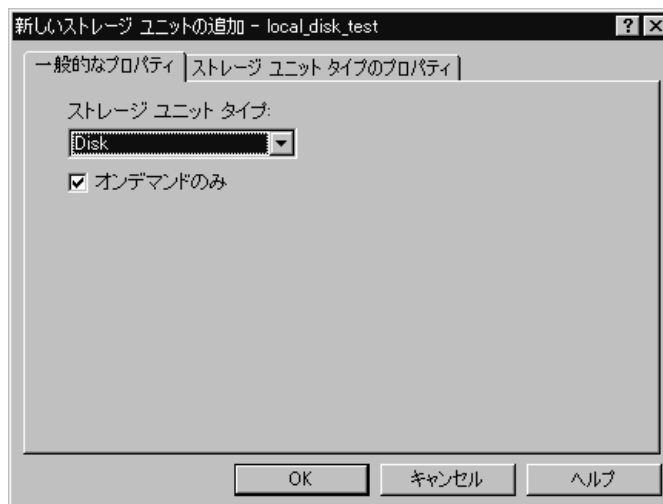 新しいストレージ ユニットの追加 - local_disk_test
一般的なプロパティ
ストレージ ユニット タイプのプロパティ
ストレージ ユニット タイプ:
Disk
オンデマンドのみ
OK
キャンセル
ヘルプ